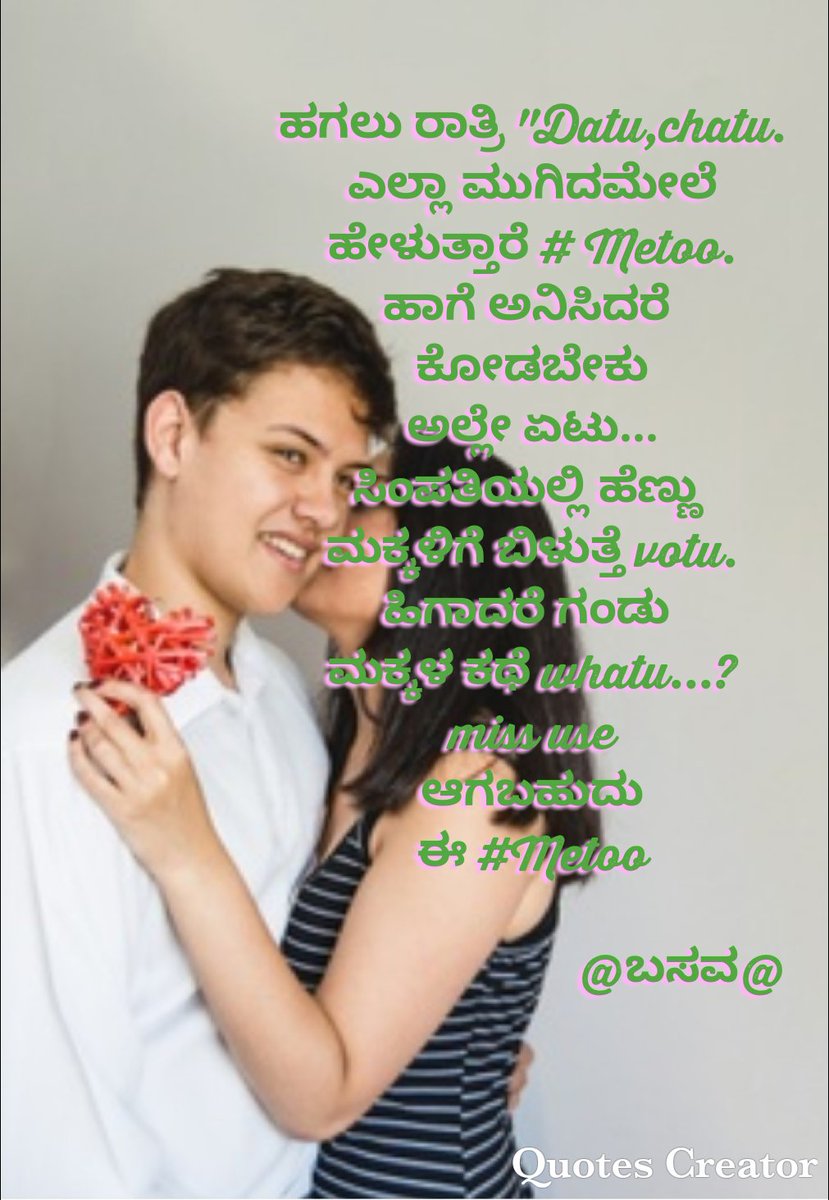 ಹಗಲು ರಾತ್ರಿ "Datu,chatu.
ಎಲ್ಲಾ ಮುಗಿದಮೇಲೆ
ಹೇಳುತ್ತಾರೆ # Metoo.
ಹಾಗೆ ಅನಿಸಿದರೆ
ಕೋಡಬೇಕು
ಅಲ್ಲೇ ಏಟು...
ಸಿಂಪತಿಯಲ್ಲಿ ಹೆಣ್ಣು
ಮಕ್ಕಳಿಗೆ ಬಿಳುತ್ತೆ votu.
ಹಿಗಾದರೆ ಗಂಡು
ಮಕ್ಕಳ ಕಥೆ whatu...?
miss use
ಆಗಬಹುದು
ಈ #Metoo
@ಬಸವ@
Quotes Creator